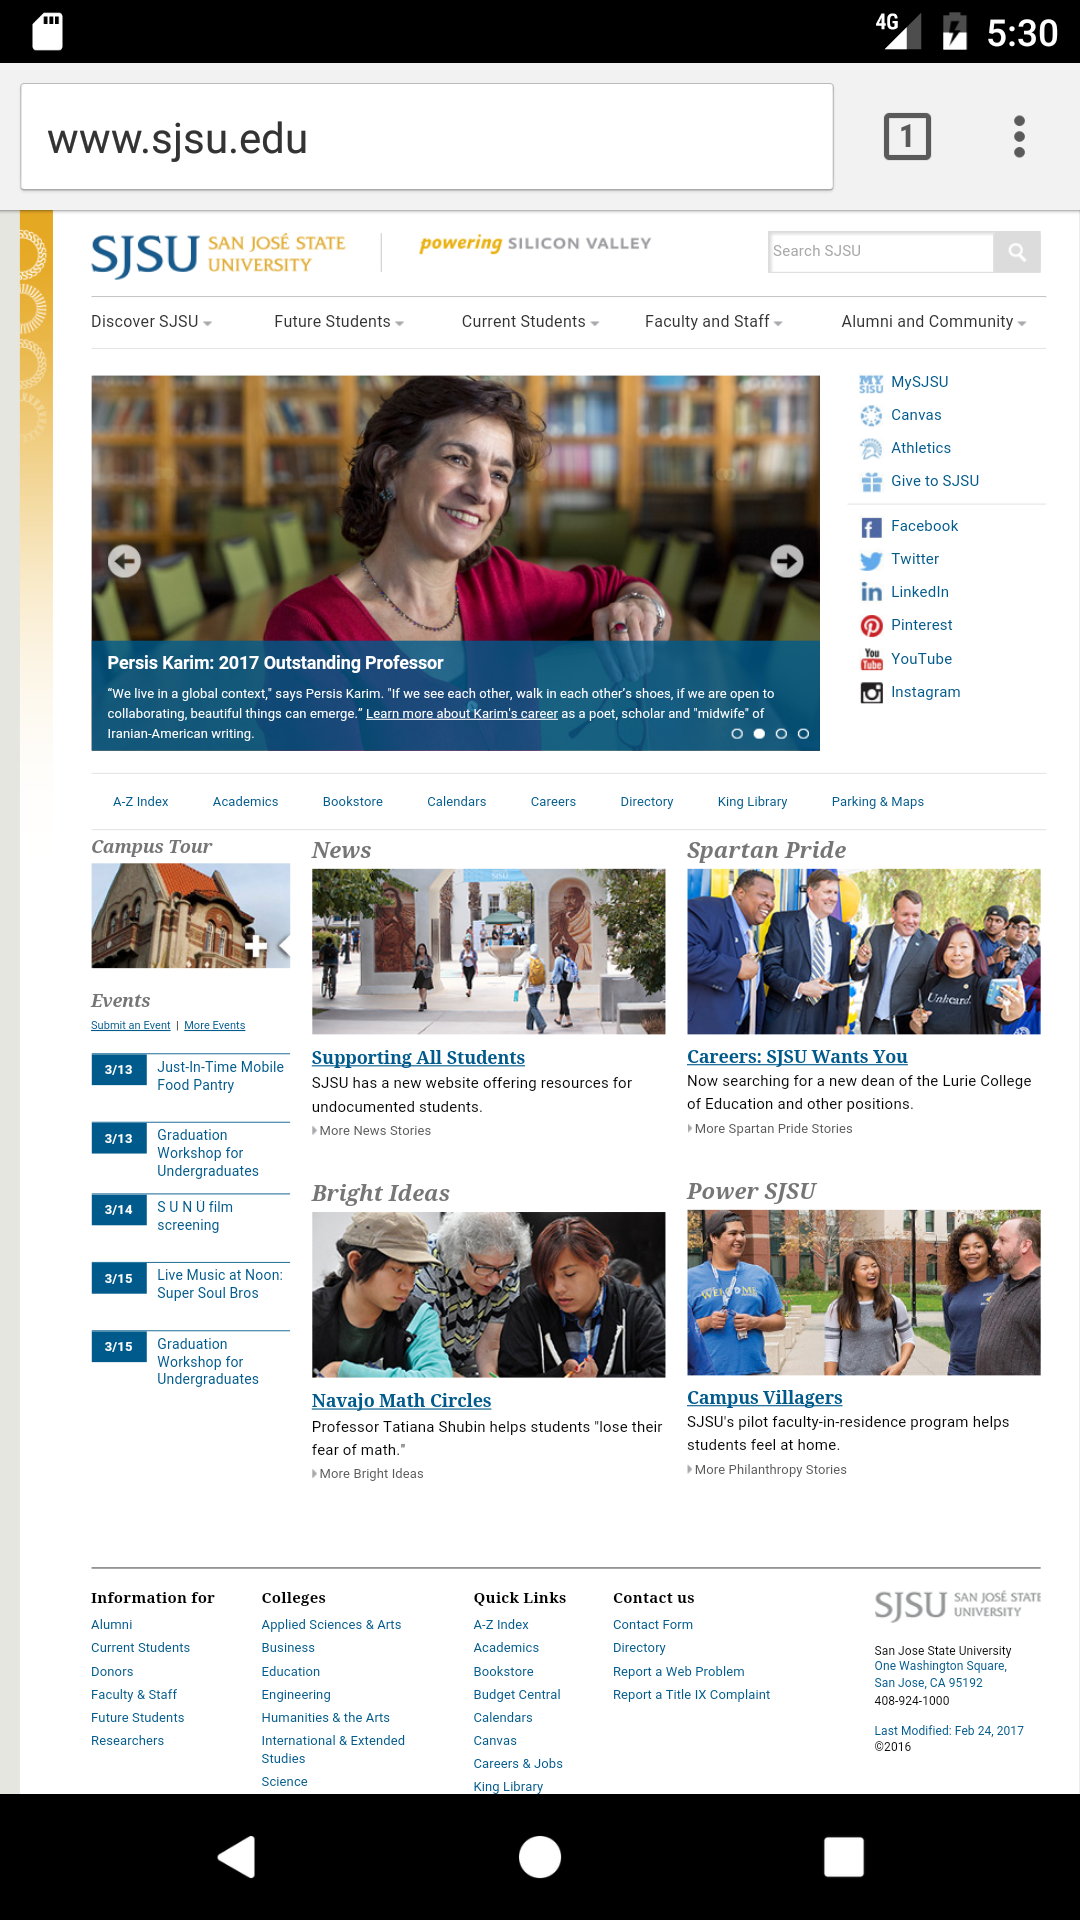 4G 5:30
www.sjsu.edu
1
SJSU SAN JOSÉ STATE
UNIVERSITY
powering SILICON VALLEY
Search SJSU
Discover SJSU
Future Students
Current Students
Faculty and Staff
Alumni and Community
MY
SJSU
MySJSU
Canvas
Athletics
Give to SJSU
Facebook
Twitter
LinkedIn
Pinterest
You
Tube
YouTube
Instagram
Persis Karim: 2017 Outstanding Professor
“We live in a global context," says Persis Karim. "If we see each other, walk in each other’s shoes, if we are open to
collaborating, beautiful things can emerge.” Learn more about Karim's career as a poet, scholar and "midwife" of
Iranian-American writing.
A-Z Index
Academics
Bookstore
Calendars
Careers
Directory
King Library
Parking & Maps
Campus Tour
Events
Submit an Event | More Events
3/13 Just-In-Time Mobile
Food Pantry
3/13 Graduation
Workshop for
Undergraduates
3/14 S U N U film
screening
3/15 Live Music at Noon:
Super Soul Bros
3/15 Graduation
Workshop for
Undergraduates
News
SJSU
Supporting All Students
SJSU has a new website offering resources for
undocumented students.
More News Stories
Spartan Pride
Unheard.
Careers: SJSU Wants You
Now searching for a new dean of the Lurie College
of Education and other positions.
More Spartan Pride Stories
Bright Ideas
Navajo Math Circles
Professor Tatiana Shubin helps students "lose their
fear of math."
More Bright Ideas
Power SJSU
WELCOME
Campus Villagers
SJSU's pilot faculty-in-residence program helps
students feel at home.
More Philanthropy Stories
Information for
Alumni
Current Students
Donors
Faculty & Staff
Future Students
Researchers
Colleges
Applied Sciences & Arts
Business
Education
Engineering
Humanities & the Arts
International & Extended
Studies
Science
Quick Links
A-Z Index
Academics
Bookstore
Budget Central
Calendars
Canvas
Careers & Jobs
King Library
Contact us
Contact Form
Directory
Report a Web Problem
Report a Title IX Complaint
SJSU SAN JOSÉ STATE
UNIVERSITY
San Jose State University
One Washington Square,
San Jose, CA 95192
408-924-1000
Last Modified: Feb 24, 2017
©2016